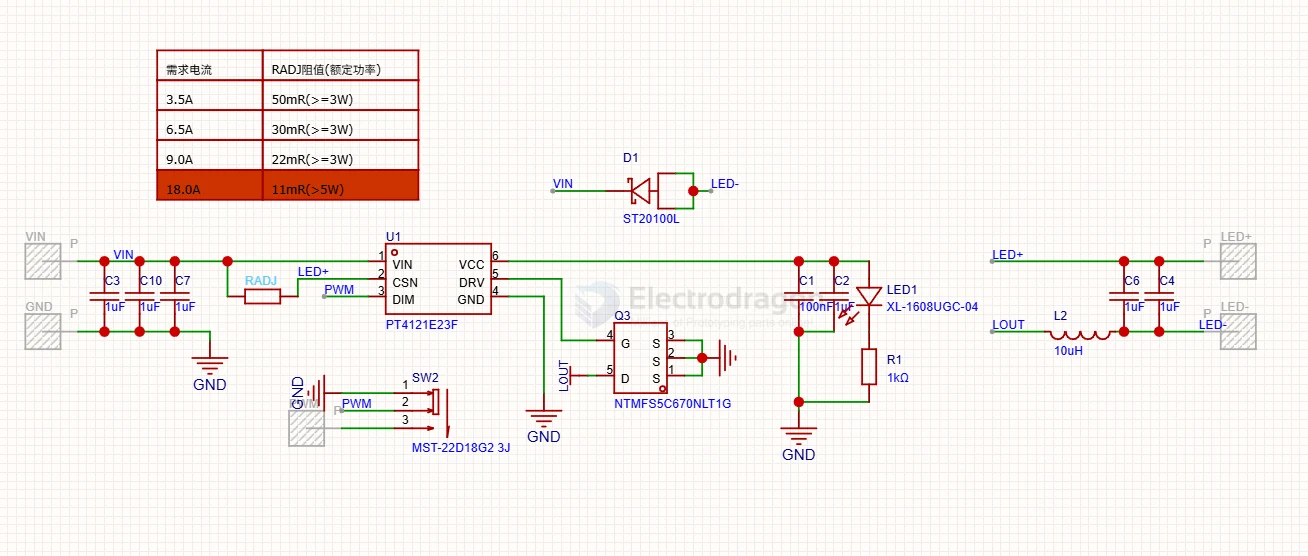 需求电流 RADJ阻值(额定功率)
3.5A 50mR(>=3W)
6.5A 30mR(>=3W)
9.0A 22mR(>=3W)
18.0A 11mR(>5W)
D1
VIN
LED-
ST20100L
VIN
P
VIN
GND
P
C3
1uF
C10
1uF
C7
1uF
GND
RADJ
LED+
PWM
U1
1
2
3
VIN
CSN
DIM
VCC
DRV
GND
6
5
4
PT4121E23F
GND
PWM
P
PWM
SW2
1
2
3
MST-22D18G2 3J
GND
Electrodragon
Q3
4
5
G
D
S
S
S
3
2
1
LOUT
NTMFS5C670NLT1G
C1
100nF
C2
1uF
LED1
XL-1608UGC-04
R1
1kΩ
GND
LED+
LOUT
L2
10uH
C6
1uF
C4
1uF
P
LED+
P
LED-
LED-